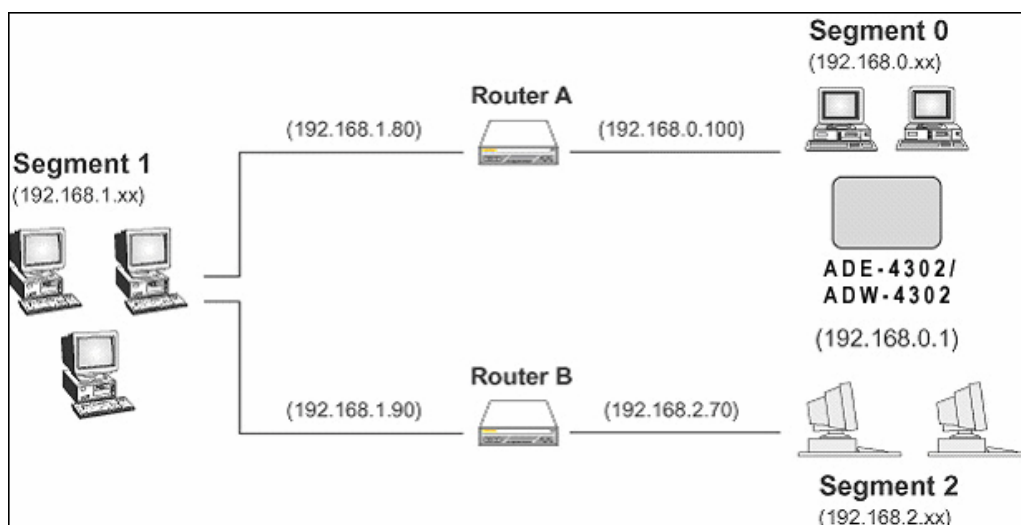 Segment 0
(192.168.0.xx)
Router A
(192.168.1.80)
(192.168.0.100)
Segment 1
(192.168.1.xx)
ADE-4302/
ADW-4302
(192.168.0.1)
Router B
(192.168.1.90)
(192.168.2.70)
Segment 2
(192.168.2.xx)